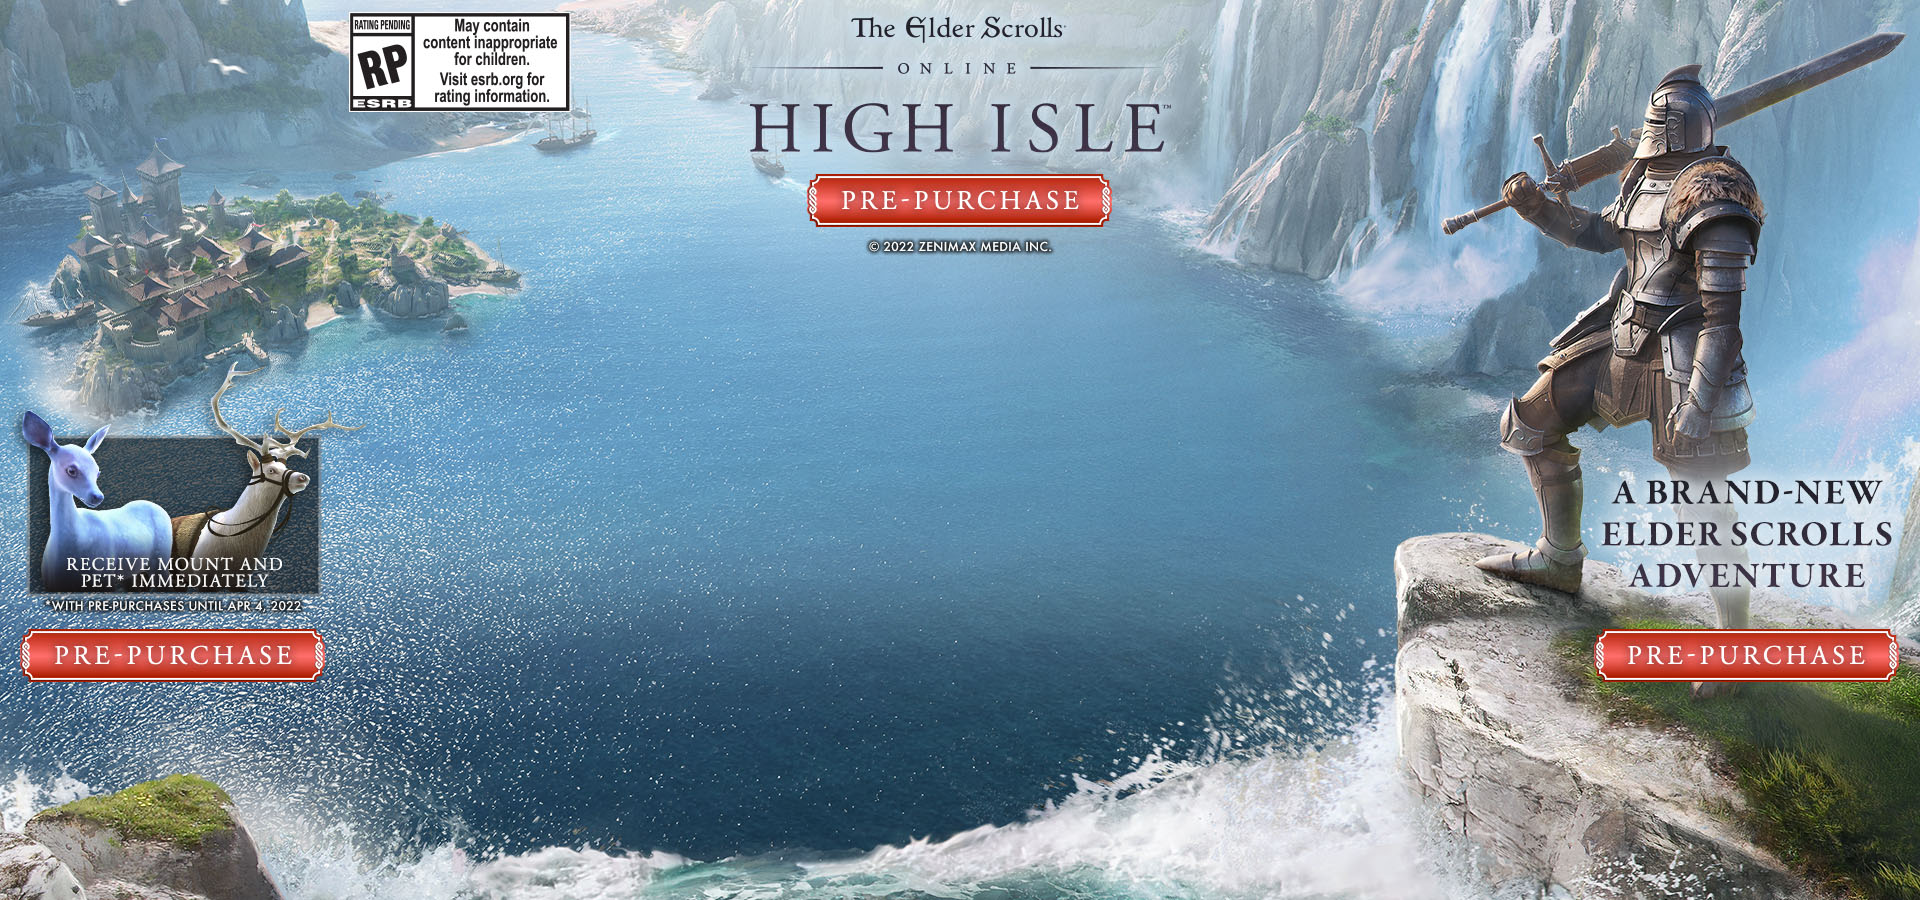 RATING PENDING
RP
ESRB
May contain
content inappropriate
for children.
Visit esrb.org for
rating information.
The Elder Scrolls
ONLINE
HIGH ISLE™
PRE-PURCHASE
© 2022 ZENIMAX MEDIA INC.
RECEIVE MOUNT AND
PET* IMMEDIATELY
*WITH PRE-PURCHASES UNTIL APR 4, 2022
PRE-PURCHASE
A BRAND-NEW
ELDER SCROLLS
ADVENTURE
PRE-PURCHASE